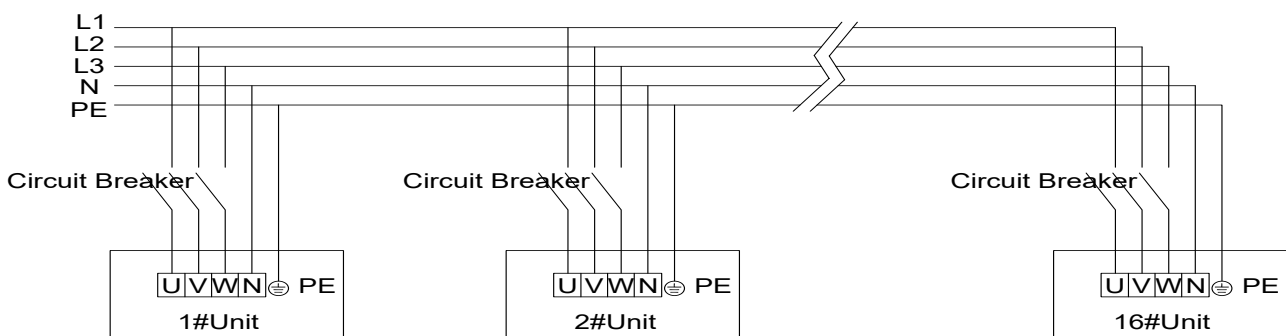 L1
L2
L3
N
PE
Circuit Breaker Circuit Breaker Circuit Breaker
U V W N PE U V W N PE U V W N PE
1#Unit 2#Unit 16#Unit